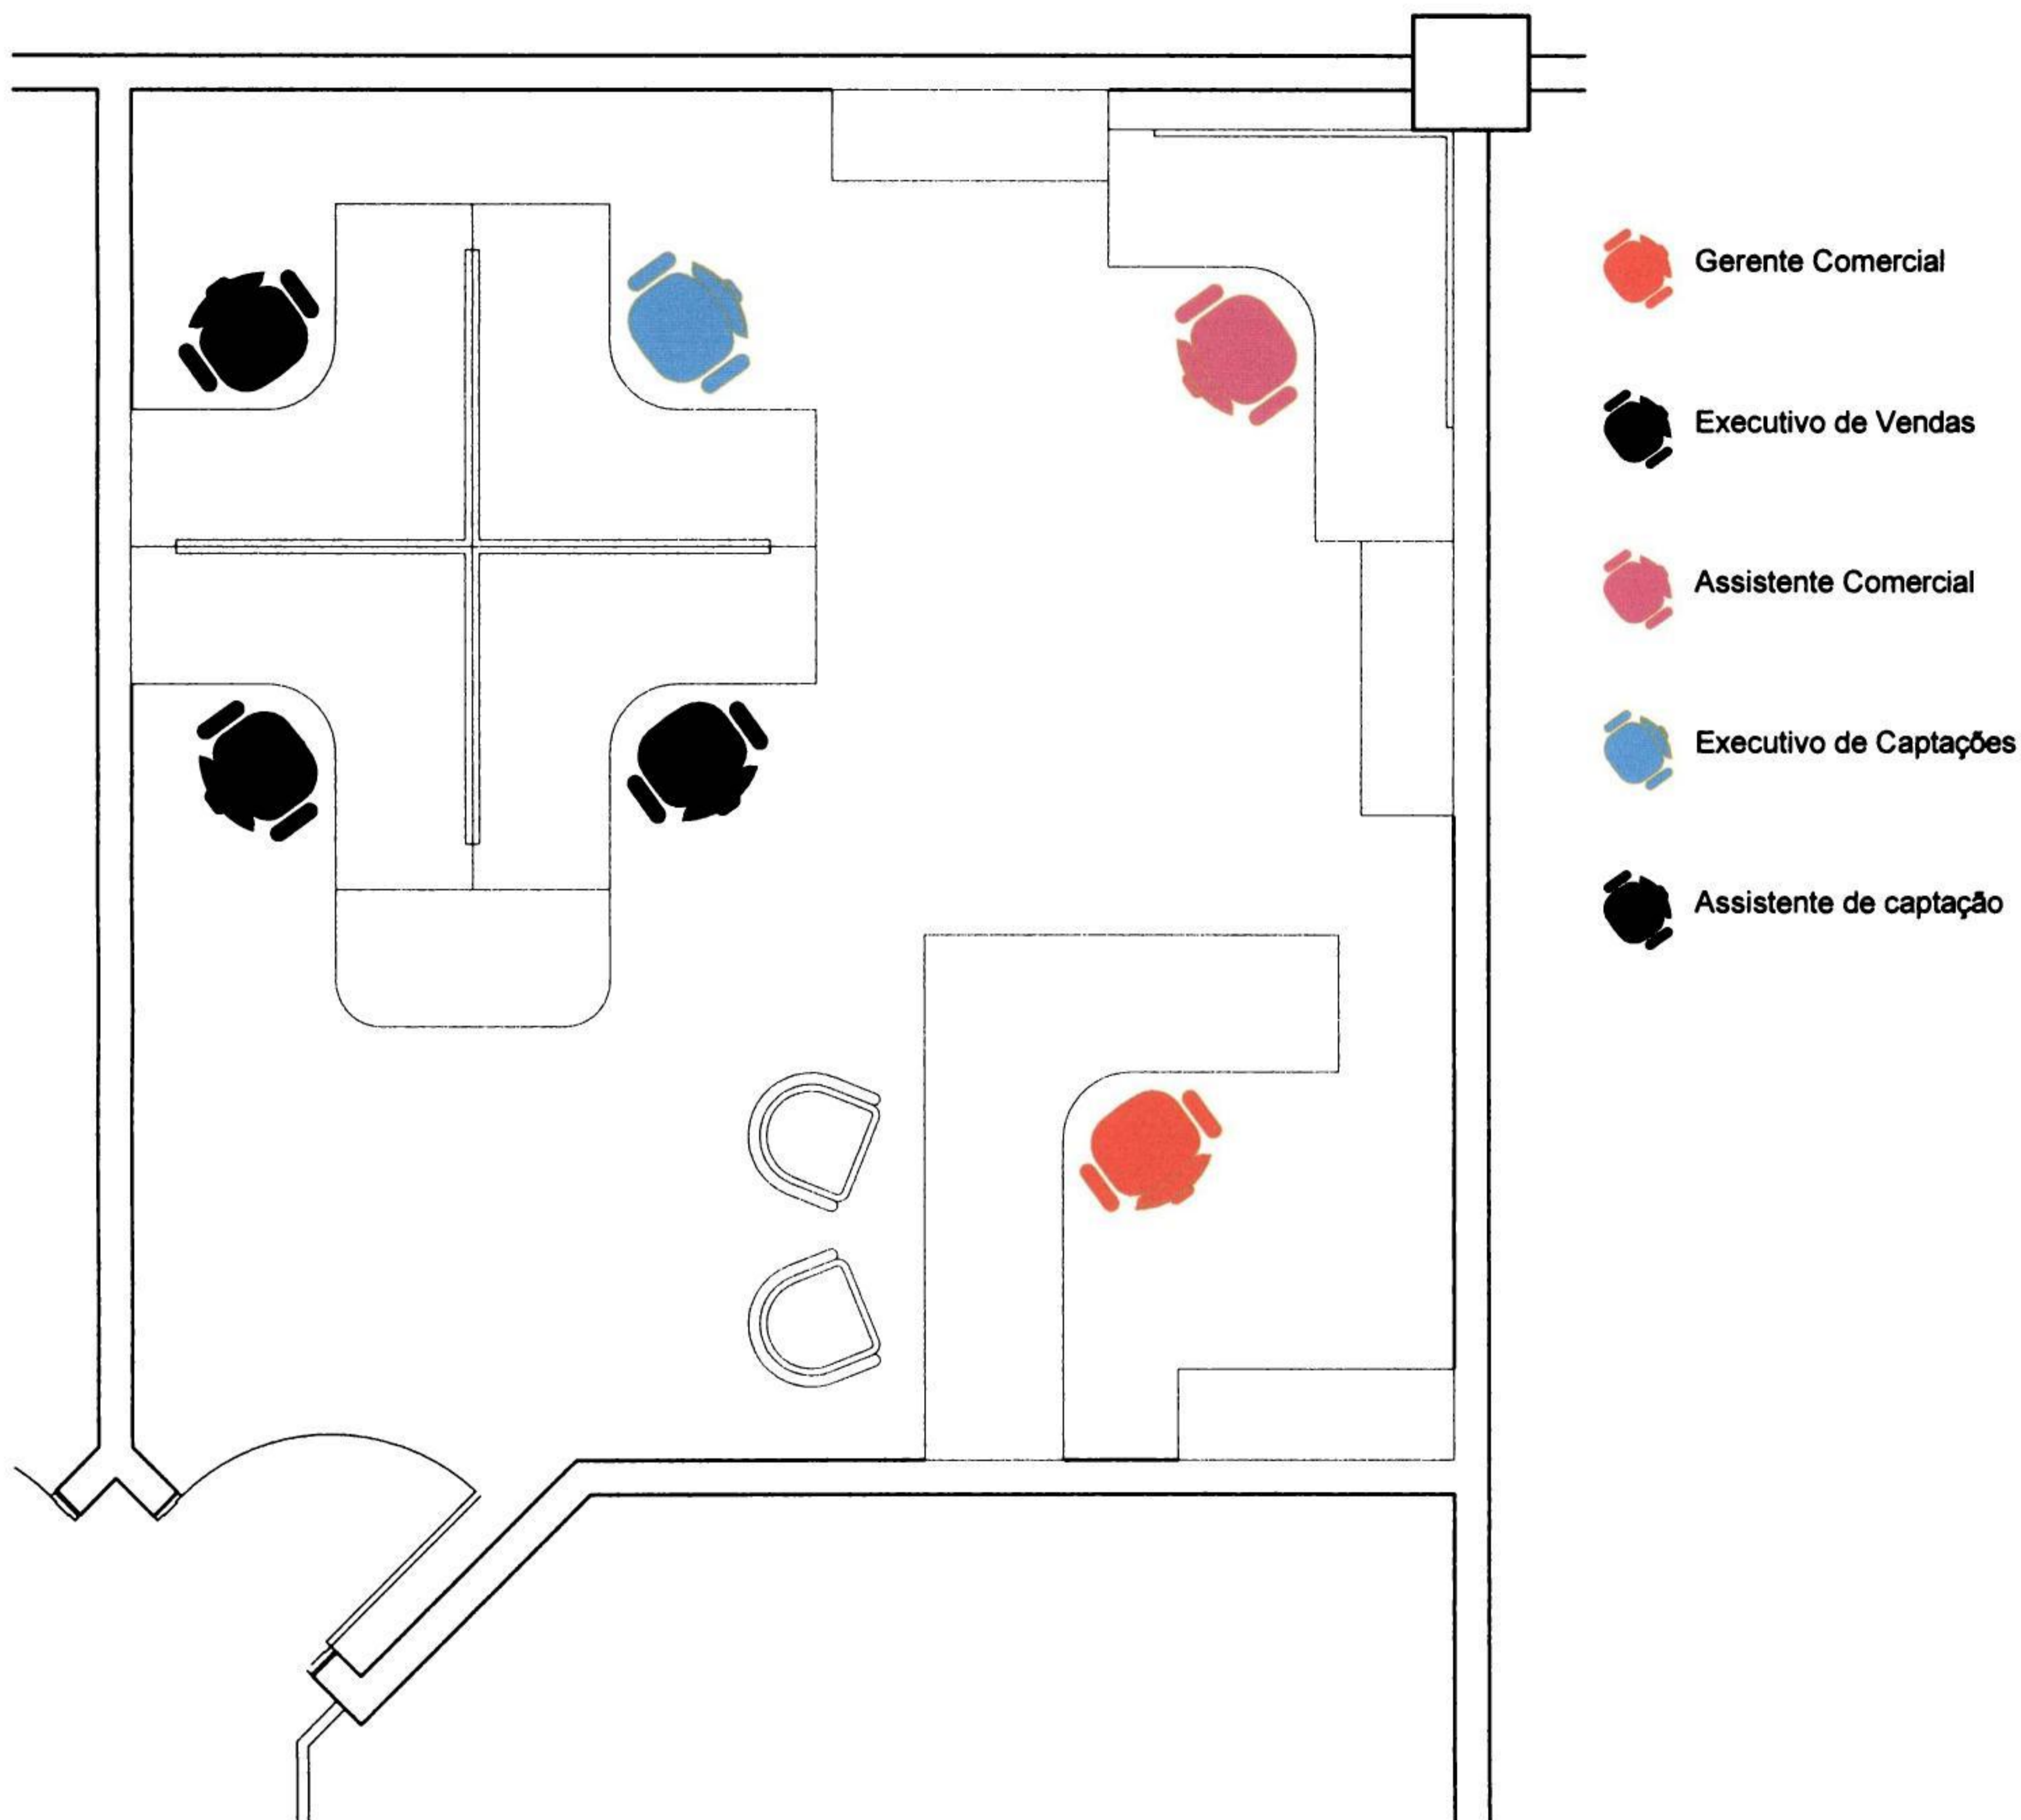 Gerente Comercial
Executivo de Vendas
Assistente Comercial
Executivo de Captações
Assistente de captação